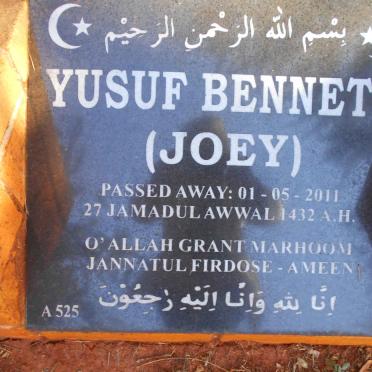 بِسْمِ اللهِ الرَّحْمنِ الرَّحِيْمِ
YUSUF BENNET
(JOEY)
PASSED AWAY: 01 - 05 - 2011
27 JAMADUL AWWAL 1432 A.H.
O'ALLAH GRANT MARHOOM
JANNATUL FIRDOSE - AMEEN
اِنَّا لِلّٰهِ وَاِنَّا اِلَيْهِ رٰجِعُوْنَ
A 525